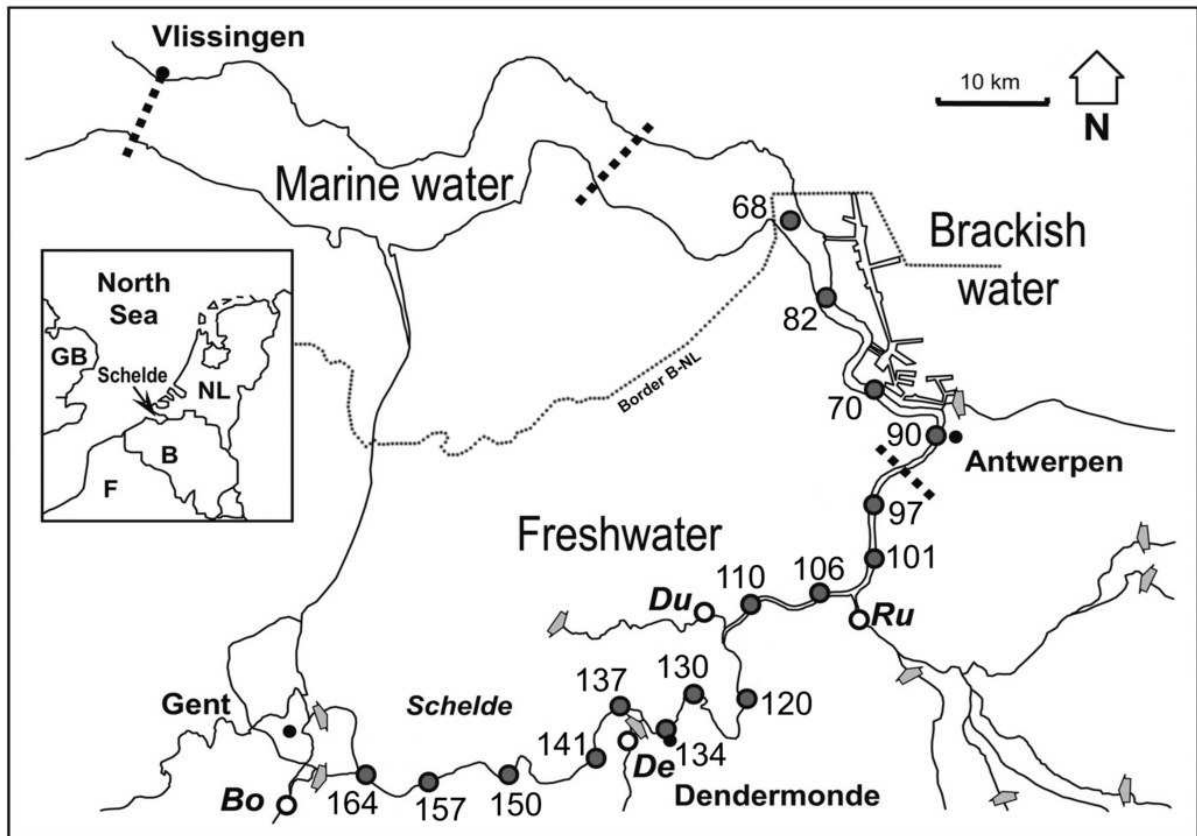 Vlissingen
10 km
N
Marine water
68
Brackish
water
North
Sea
GB
Schelde
NL
B
F
82
Border B-NL
70
90
Antwerpen
97
Freshwater
101
106
110
Du
Ru
130
137
120
Schelde
Gent
141
De
134
Dendermonde
Bo
164
157
150